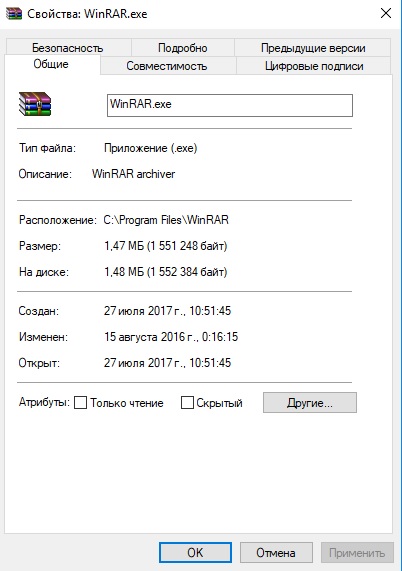 Свойства: WinRAR.exe
Безопасность Подробно Предыдущие версии
Общие Совместимость Цифровые подписи
WinRAR.exe
Тип файла: Приложение (.exe)
Описание: WinRAR archiver
Расположение: C:\Program Files\WinRAR
Размер: 1,47 МБ (1 551 248 байт)
На диске: 1,48 МБ (1 552 384 байт)
Создан: 27 июля 2017 г., 10:51:45
Изменен: 15 августа 2016 г., 0:16:15
Открыт: 27 июля 2017 г., 10:51:45
Атрибуты: Только чтение Скрытый Другие...
OK Отмена Применить